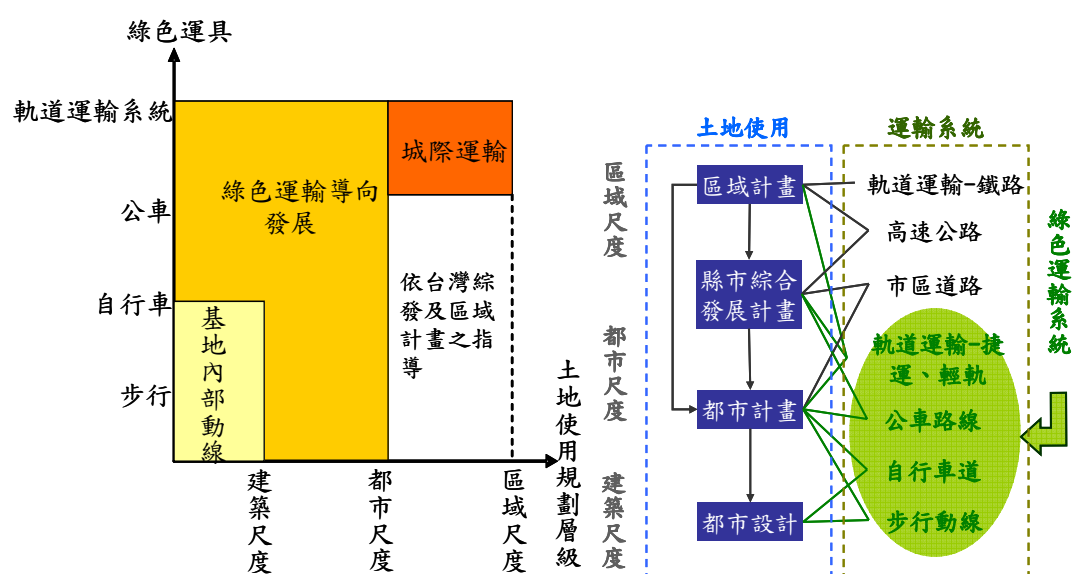 綠色運具
軌道運輸系統
公車
自行車
步行
綠色運輸導向
發展
城際運輸
基地內部動線
依台灣綜
發及區域
計畫之指
導
建築尺度
都市尺度
區域尺度
土地使用規劃層級
土地使用
運輸系統
區域尺度
都市尺度
建築尺度
區域計畫
縣市綜合
發展計畫
都市計畫
都市設計
軌道運輸-鐵路
高速公路
市區道路
軌道運輸-捷
運、輕軌
公車路線
自行車道
步行動線
綠色運輸系統